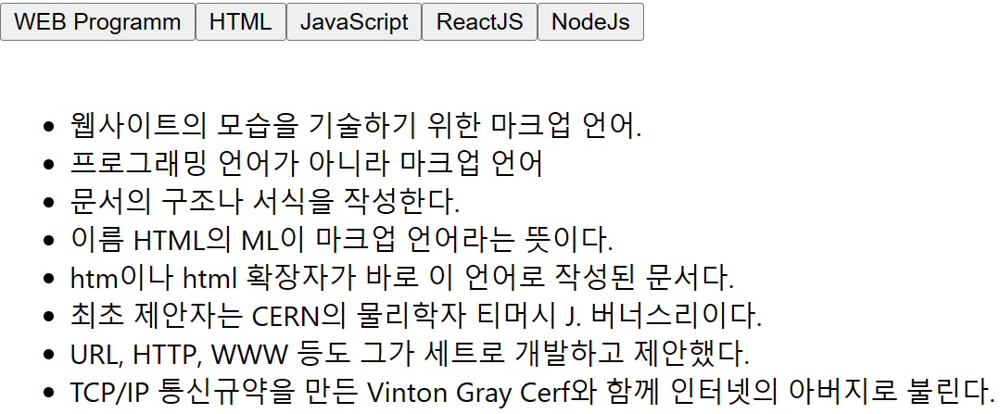 WEB Programm HTML JavaScript ReactJS NodeJs
웹사이트의 모습을 기술하기 위한 마크업 언어.
프로그래밍 언어가 아니라 마크업 언어
문서의 구조나 서식을 작성한다.
이름 HTML의 ML이 마크업 언어라는 뜻이다.
htm이나 html 확장자가 바로 이 언어로 작성된 문서다.
최초 제안자는 CERN의 물리학자 티머시 J. 버너스리이다.
URL, HTTP, WWW 등도 그가 세트로 개발하고 제안했다.
TCP/IP 통신규약을 만든 Vinton Gray Cerf와 함께 인터넷의 아버지로 불린다.